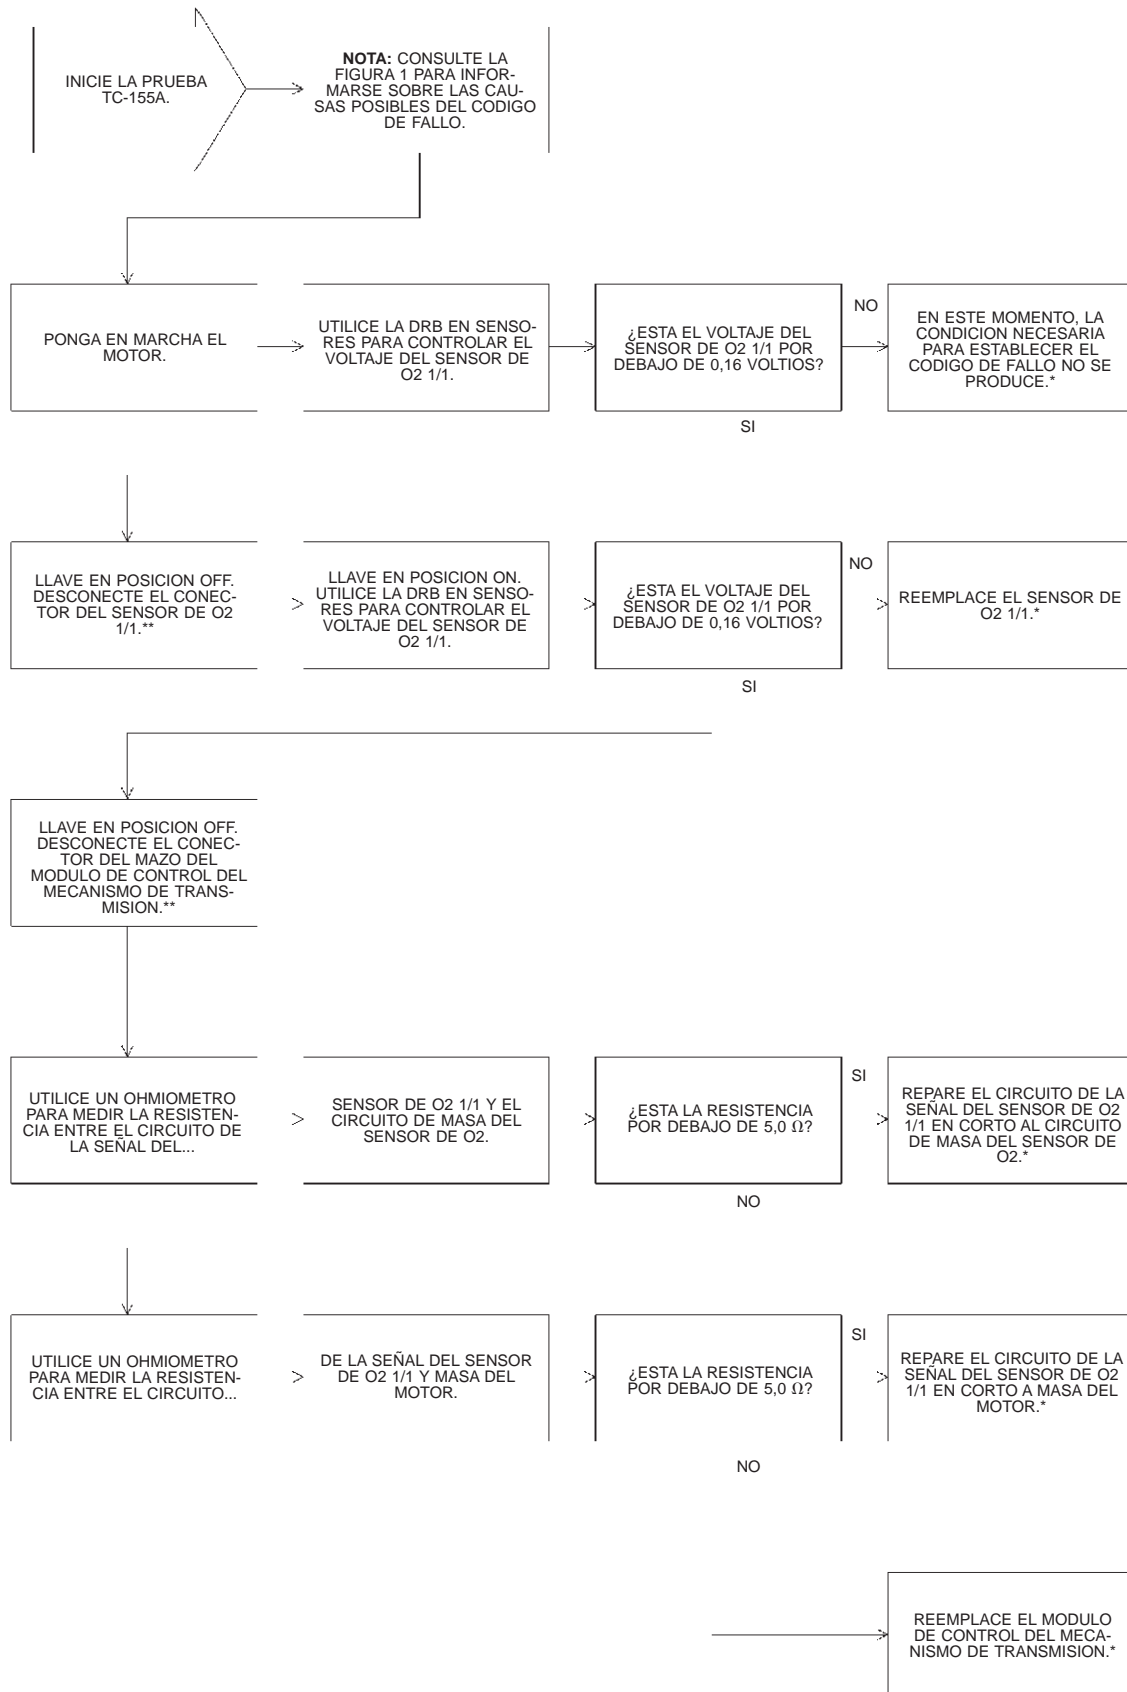 INICIE LA PRUEBA
TC-155A.
NOTA: CONSULTE LA
FIGURA 1 PARA INFOR-
MARSE SOBRE LAS CAU-
SAS POSIBLES DEL CODIGO
DE FALLO.
PONGA EN MARCHA EL
MOTOR.
UTILICE LA DRB EN SENSO-
RES PARA CONTROLAR EL
VOLTAJE DEL SENSOR DE
O2 1/1.
¿ESTA EL VOLTAJE DEL
SENSOR DE O2 1/1 POR
DEBAJO DE 0,16 VOLTIOS?
NO
EN ESTE MOMENTO, LA
CONDICION NECESARIA
PARA ESTABLECER EL
CODIGO DE FALLO NO SE
PRODUCE.*
SI
LLAVE EN POSICION OFF.
DESCONECTE EL CONEC-
TOR DEL SENSOR DE O2
1/1.**
LLAVE EN POSICION ON.
UTILICE LA DRB EN SENSO-
RES PARA CONTROLAR EL
VOLTAJE DEL SENSOR DE
O2 1/1.
¿ESTA EL VOLTAJE DEL
SENSOR DE O2 1/1 POR
DEBAJO DE 0,16 VOLTIOS?
NO
REEMPLACE EL SENSOR DE
O2 1/1.*
SI
LLAVE EN POSICION OFF.
DESCONECTE EL CONEC-
TOR DEL MAZO DEL
MODULO DE CONTROL DEL
MECANISMO DE TRANS-
MISION.**
UTILICE UN OHMIOMETRO
PARA MEDIR LA RESISTEN-
CIA ENTRE EL CIRCUITO DE
LA SEÑAL DEL...
SENSOR DE O2 1/1 Y EL
CIRCUITO DE MASA DEL
SENSOR DE O2.
¿ESTA LA RESISTENCIA
POR DEBAJO DE 5,0 Ω?
SI
REPARE EL CIRCUITO DE LA
SEÑAL DEL SENSOR DE O2
1/1 EN CORTO AL CIRCUITO
DE MASA DEL SENSOR DE
O2.*
NO
UTILICE UN OHMIOMETRO
PARA MEDIR LA RESISTEN-
CIA ENTRE EL CIRCUITO...
DE LA SEÑAL DEL SENSOR
DE O2 1/1 Y MASA DEL
MOTOR.
¿ESTA LA RESISTENCIA
POR DEBAJO DE 5,0 Ω?
SI
REPARE EL CIRCUITO DE LA
SEÑAL DEL SENSOR DE O2
1/1 EN CORTO A MASA DEL
MOTOR.*
NO
REEMPLACE EL MODULO
DE CONTROL DEL MECA-
NISMO DE TRANSMISION.*